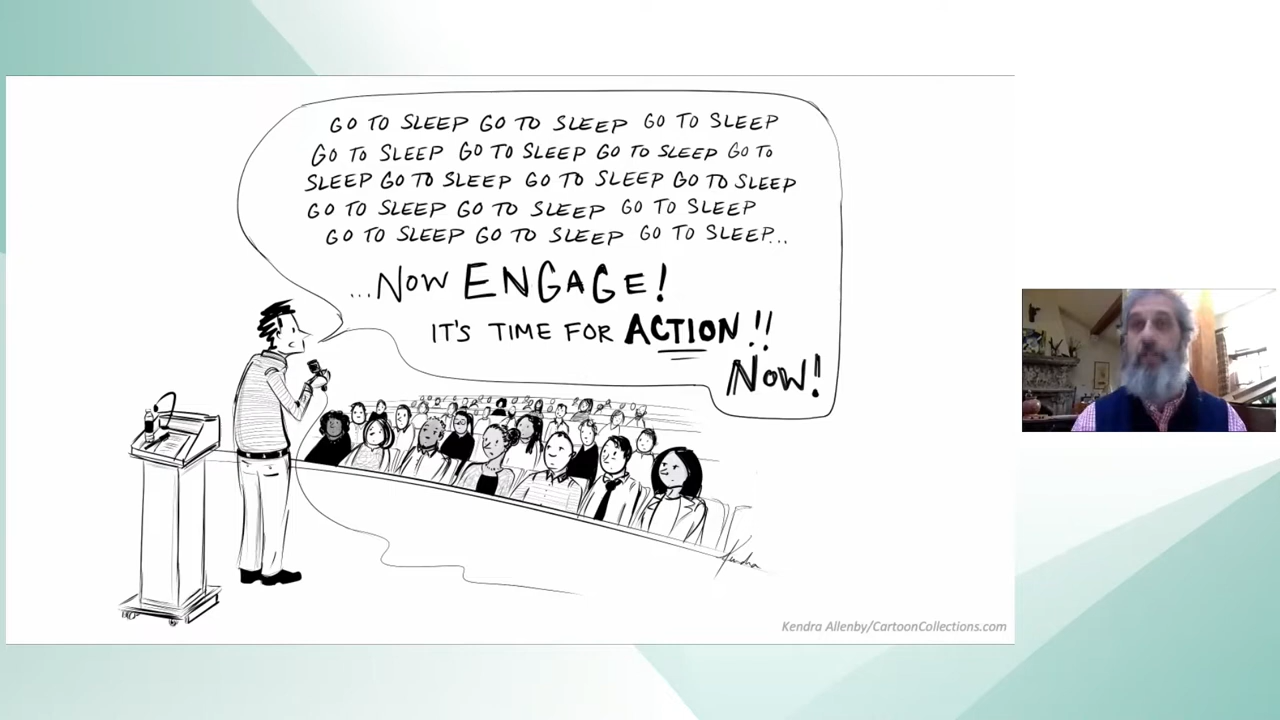 GO TO SLEEP GO TO SLEEP GO TO SLEEP
GO TO SLEEP GO TO SLEEP GO TO SLEEP GO TO
SLEEP GO TO SLEEP GO TO SLEEP GO TO SLEEP
GO TO SLEEP GO TO SLEEP GO TO SLEEP
GO TO SLEEP GO TO SLEEP GO TO SLEEP...
...NOW ENGAGE!
IT'S TIME FOR ACTION!!
NOW!
Kendra
Kendra Allenby/CartoonCollections.com